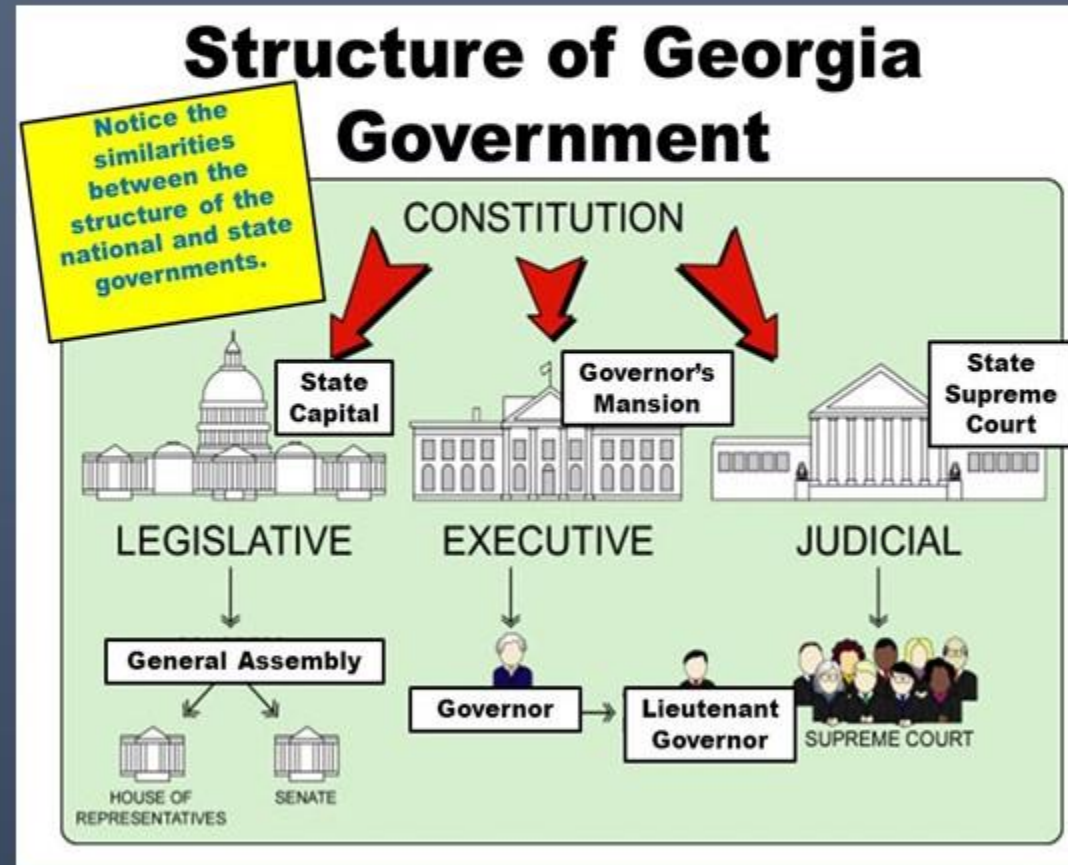 Structure of Georgia
Government
Notice the
similarities
between the
structure of the
national and state
governments.
CONSTITUTION
State
Capital
Governor's
Mansion
State
Supreme
Court
LEGISLATIVE
EXECUTIVE
JUDICIAL
General Assembly
Governor
Lieutenant
Governor
SUPREME COURT
HOUSE OF
REPRESENTATIVES
SENATE